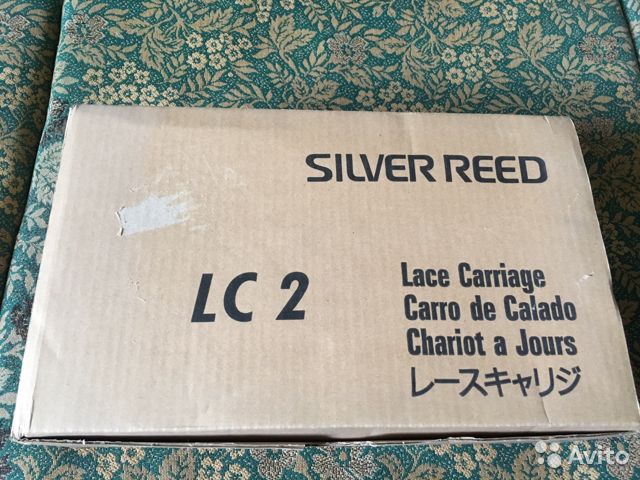 SILVER REED
LC 2
Lace Carriage
Carro de Calado
Chariot a Jours
レースキャリジ
Avito